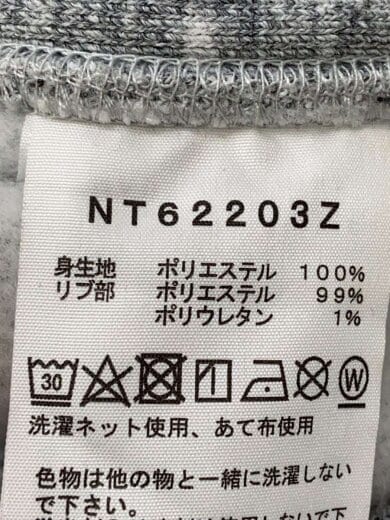 NT62203Z
身生地 ポリエステル 100%
リブ部 ポリエステル 99%
ポリウレタン 1%
30 W
洗濯ネット使用、あて布使用
色物は他の物と一緒に洗濯しない
で下さい。